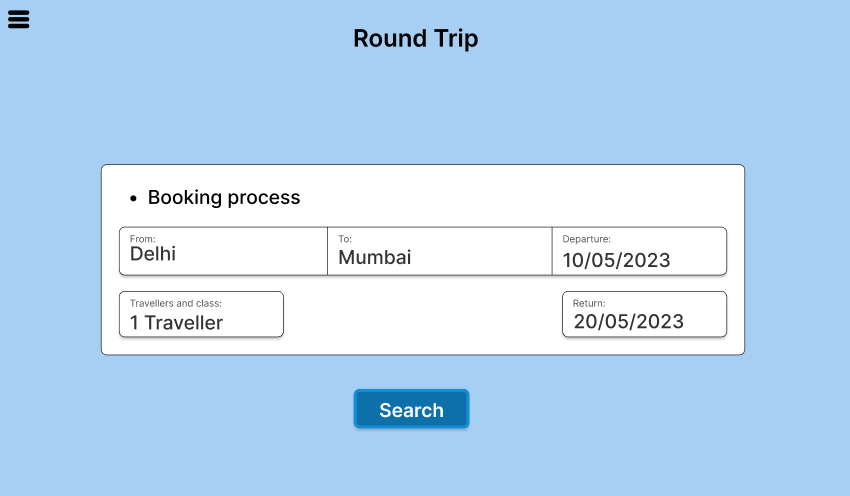 Round Trip
• Booking process
From:
Delhi
To:
Mumbai
Departure:
10/05/2023
Travellers and class:
1 Traveller
Return:
20/05/2023
Search